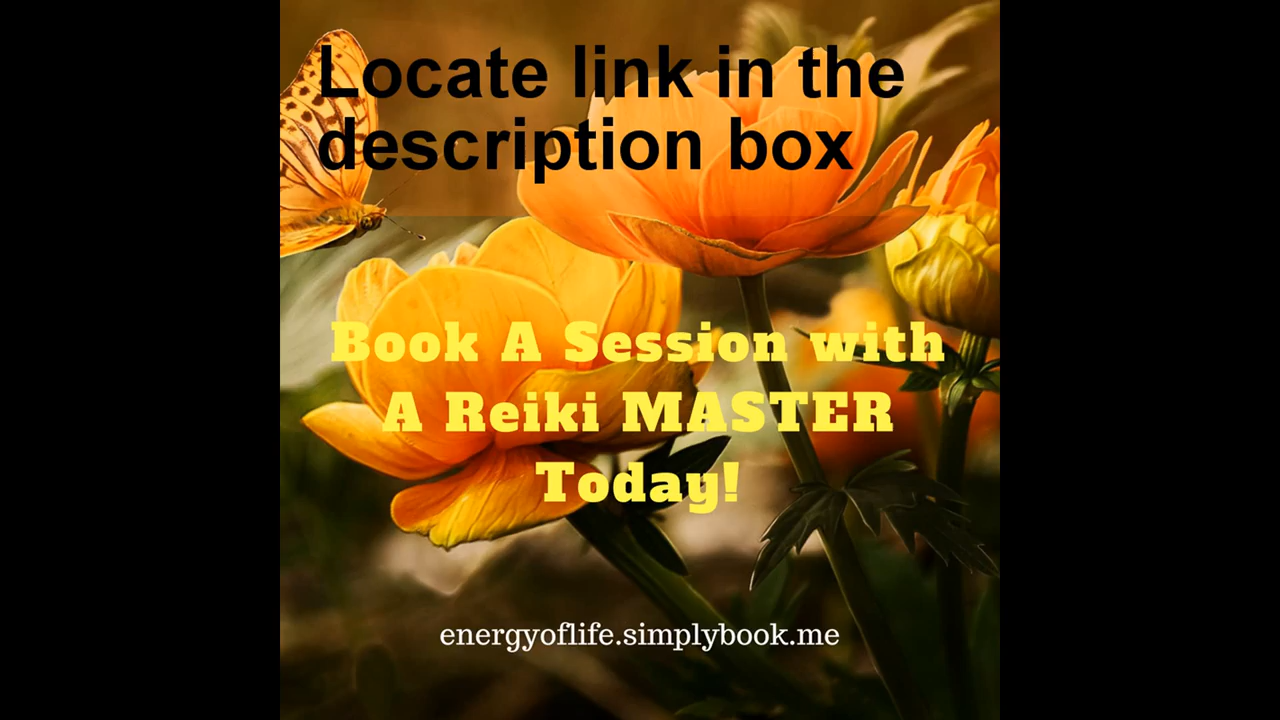 Locate link in the
description box
Book A Session with
A Reiki MASTER
Today!
energyoflife.simplybook.me